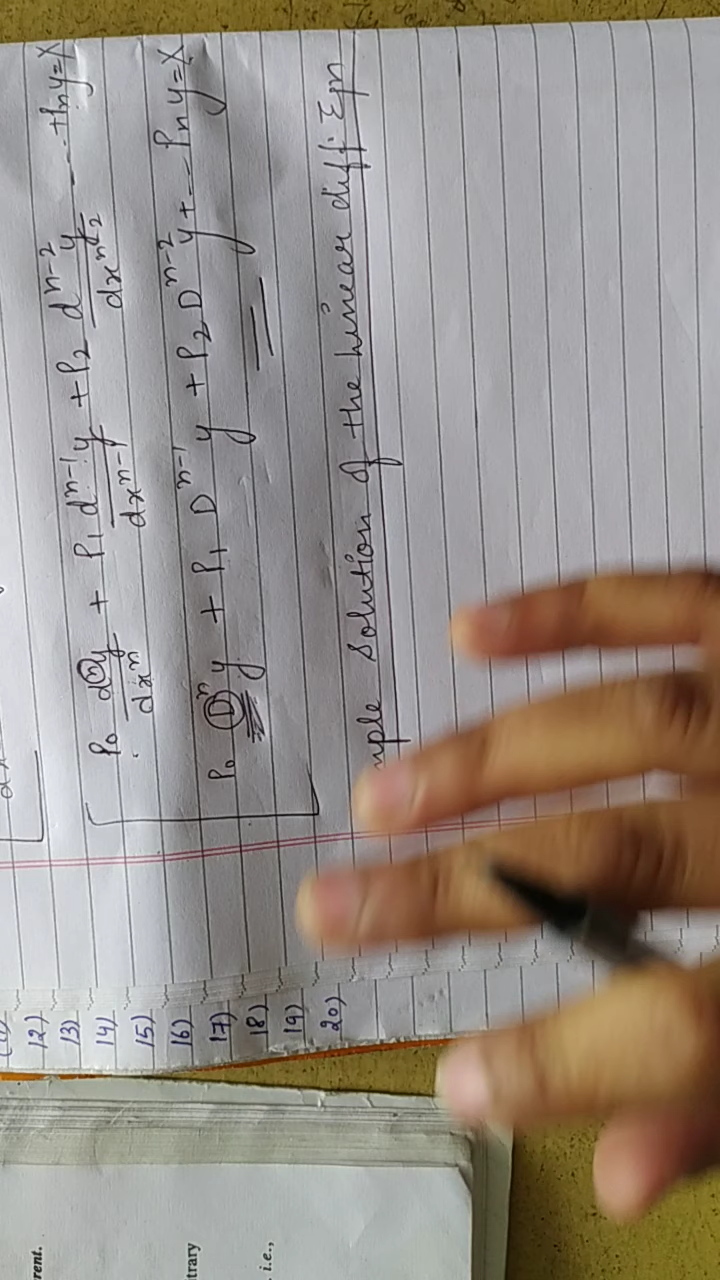 P₀ dⁿy/dxⁿ + P₁ dⁿ⁻¹y/dxⁿ⁻¹ + P₂ dⁿ⁻²y/dxⁿ⁻² --- + Pₙy = X
P₀ Dⁿy + P₁ Dⁿ⁻¹y + P₂ Dⁿ⁻²y + --- Pₙy = X
Solution of the Linear diff. Eqn
12)
13)
14)
15)
16)
17)
18)
19)
20)
rent.
trary
i.e.,